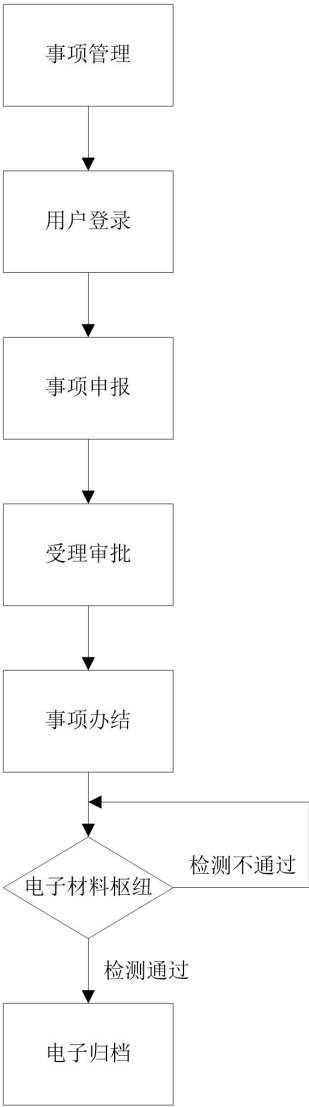 事项管理
用户登录
事项申报
受理审批
事项办结
电子材料枢纽
检测不通过
检测通过
电子归档